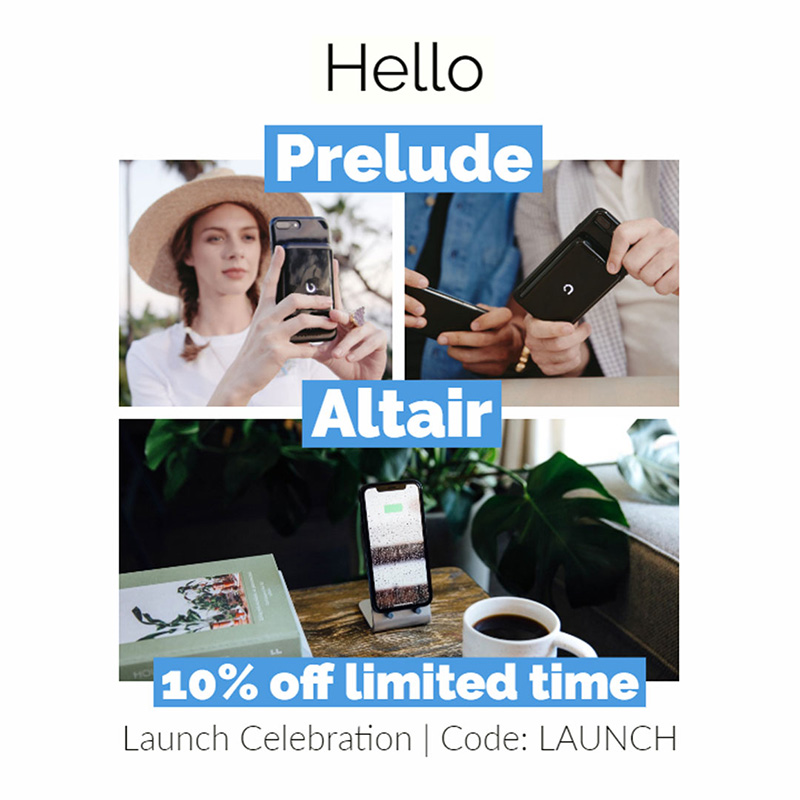 Hello
Prelude
Altair
10% off limited time
Launch Celebration | Code: LAUNCH